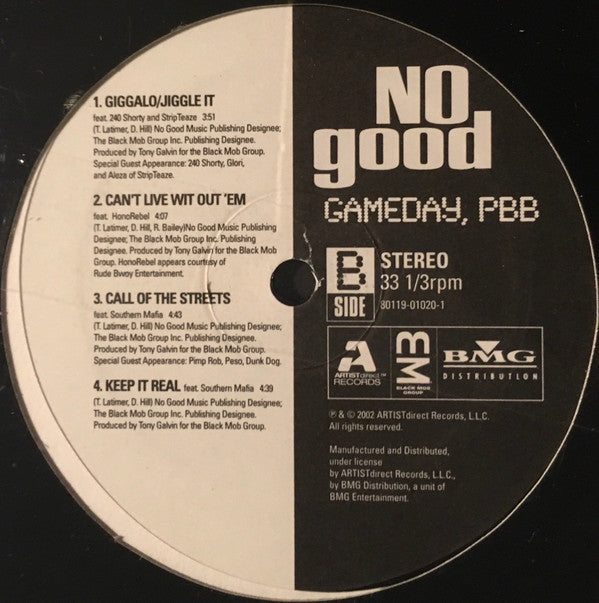 1. GIGGALO/JIGGLE IT
feat. 240 Shorty and StripTeaze 3:51
(T. Latimer, D. Hill) No Good Music Publishing Designee;
The Black Mob Group Inc. Publishing Designee.
Produced by Tony Galvin for the Black Mob Group.
Special Guest Appearance: 240 Shorty, Glori,
and Aleza of StripTeaze.
2. CAN'T LIVE WIT OUT 'EM
feat. HonoRebel 4:07
(T. Latimer, D. Hill, R. Bailey)No Good Music Publishing
Designee; The Black Mob Group Inc. Publishing
Designee. Produced by Tony Galvin for the Black Mob
Group. HonoRebel appears courtesy of
Rude Bwoy Entertainment.
3. CALL OF THE STREETS
feat. Southern Mafia 4:43
(T. Latimer, D. Hill) No Good Music Publishing Designee;
The Black Mob Group Inc. Publishing Designee.
Produced by Tony Galvin for the Black Mob Group.
Special Guest Appearance: Pimp Rob, Peso, Dunk Dog.
4. KEEP IT REAL feat. Southern Mafia 4:39
(T. Latimer, D. Hill) No Good Music Publishing Designee;
The Black Mob Group Inc. Publishing Designee.
Produced by Tony Galvin for the Black Mob Group.
NO
good
GAMEDAY, PBB
B
SIDE
STEREO
33 1/3rpm
80119-01020-1
A
ARTISTdirect™
RECORDS
BM
BLACK MOB
GROUP
BMG
DISTRIBUTION
℗ & © 2002 ARTISTdirect Records, L.L.C.
All rights reserved.
Manufactured and Distributed,
under license
by ARTISTdirect Records, L.L.C.,
by BMG Distribution, a unit of
BMG Entertainment.